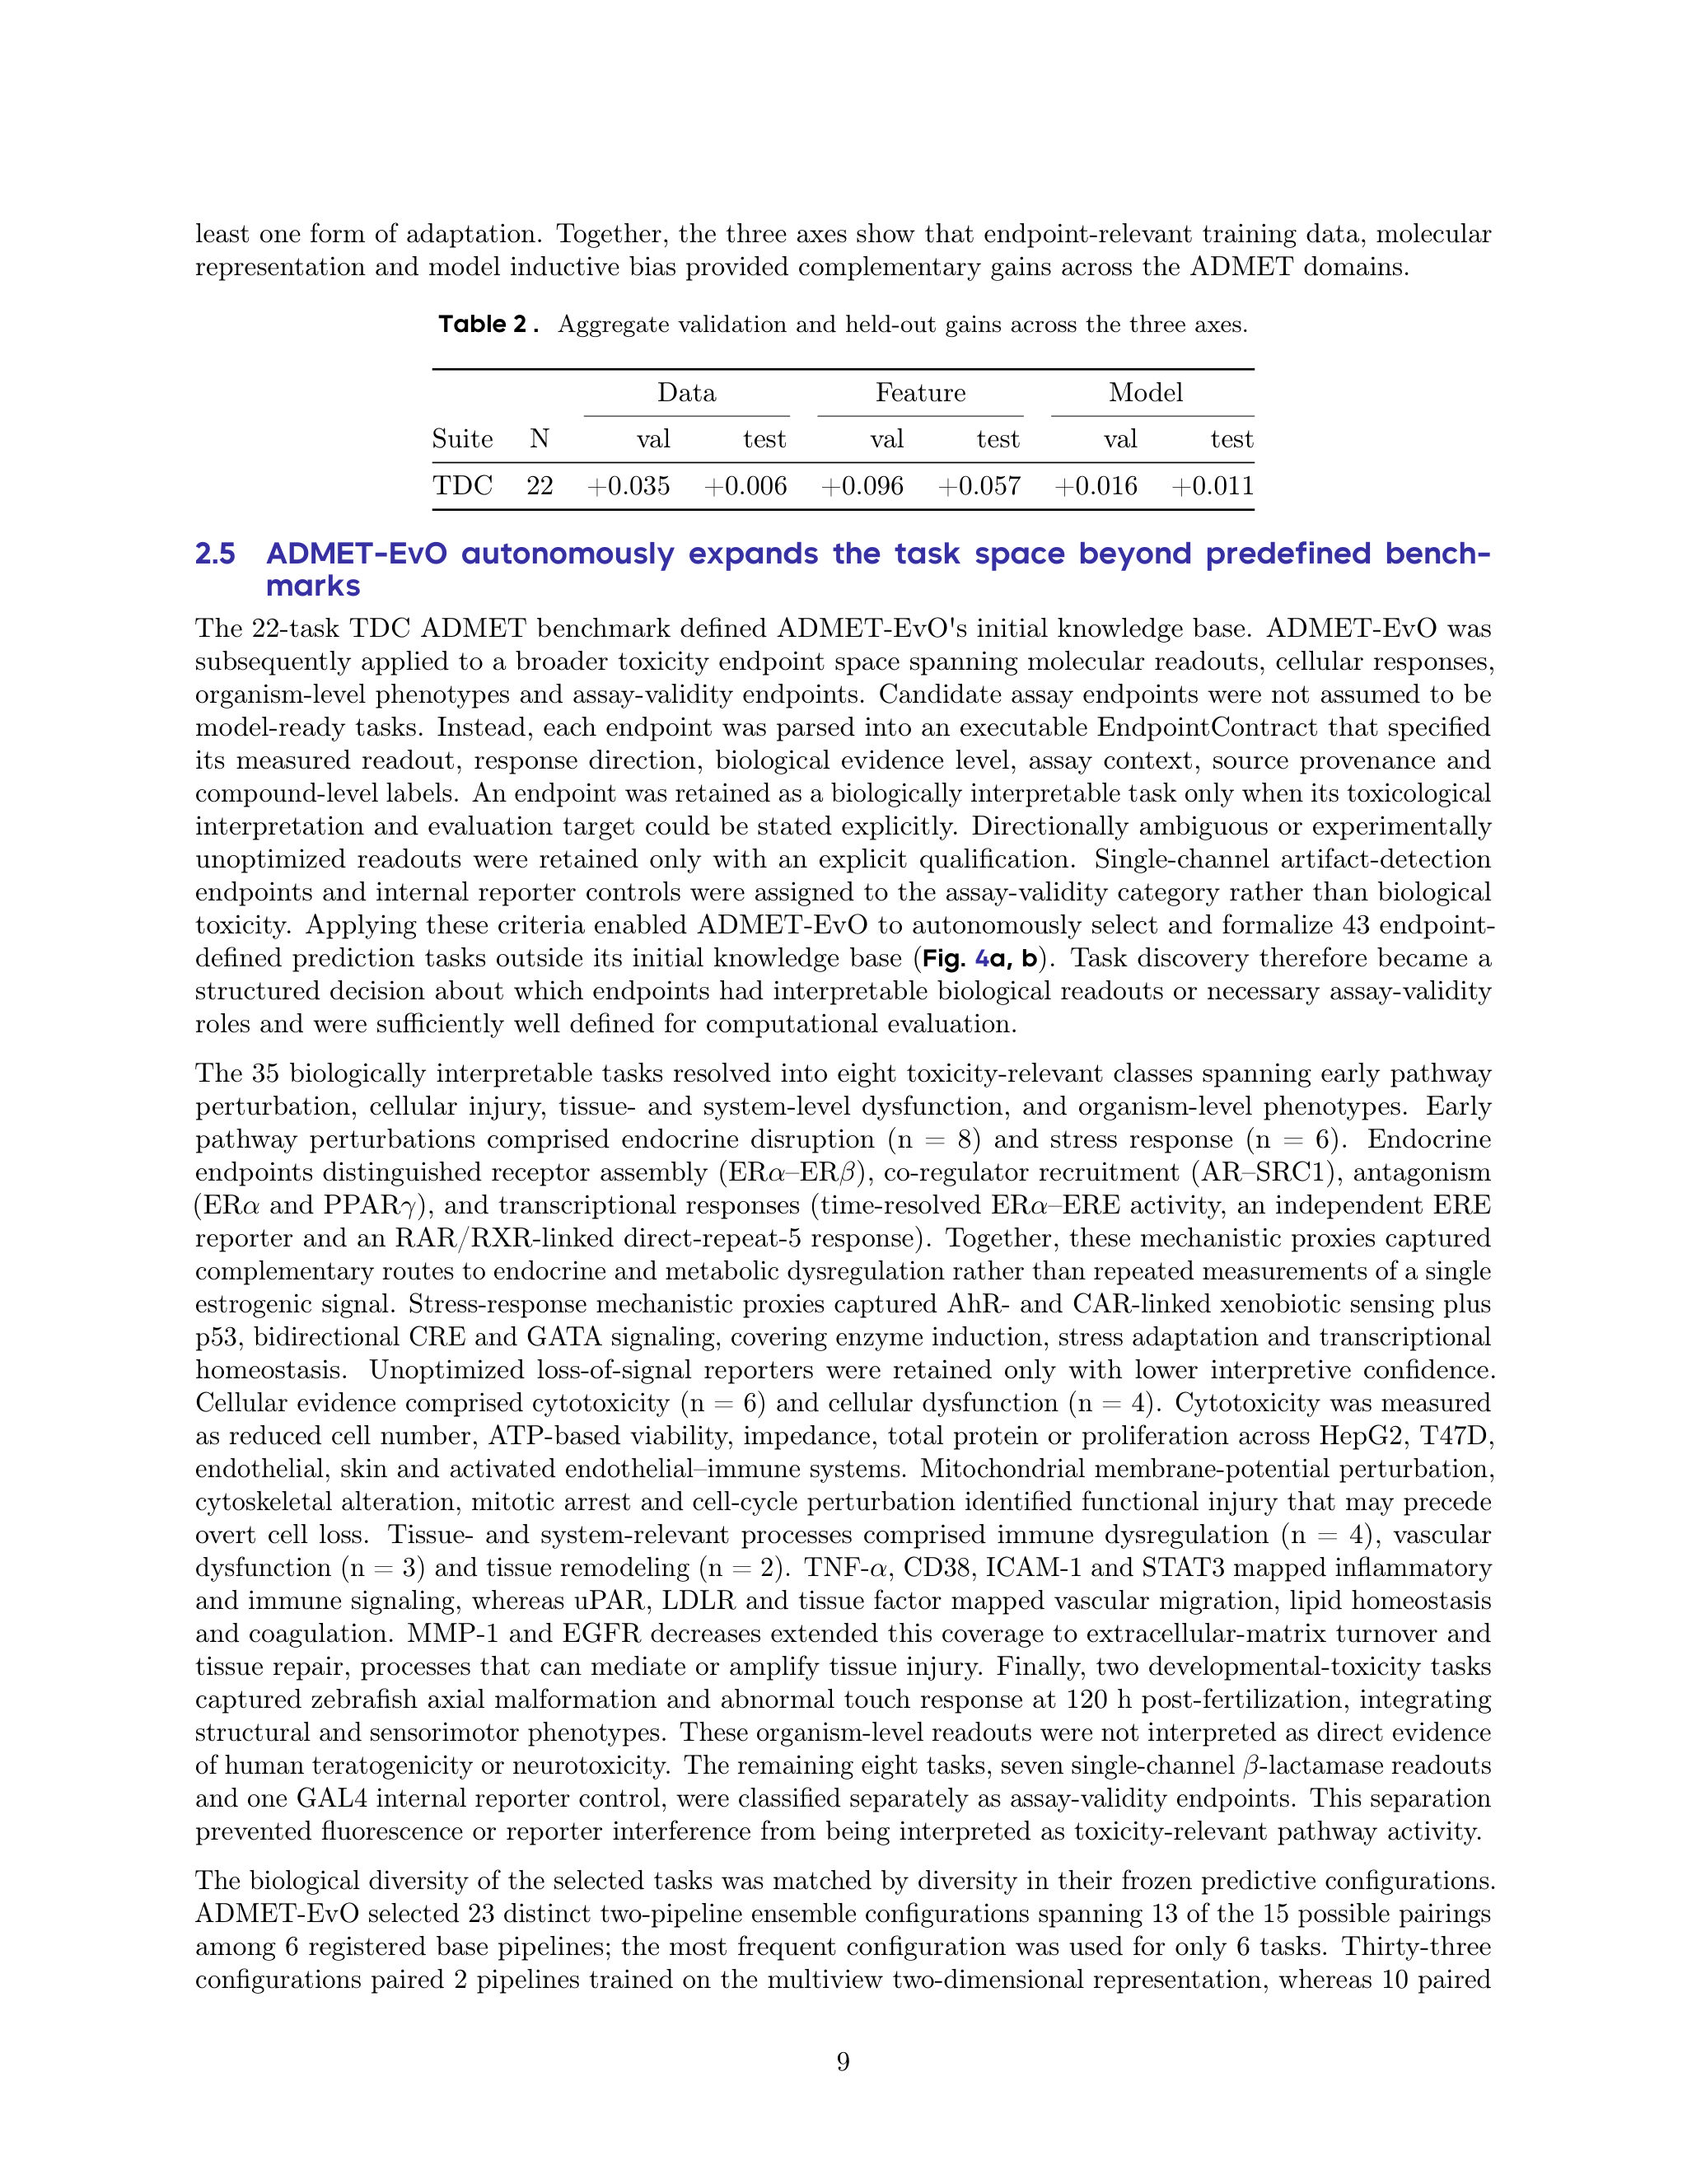 least one form of adaptation. Together, the three axes show that endpoint-relevant training data, molecular
representation and model inductive bias provided complementary gains across the ADMET domains.
Table 2 . Aggregate validation and held-out gains across the three axes.
Data Feature Model
Suite N val test val test val test
TDC 22 +0.035 +0.006 +0.096 +0.057 +0.016 +0.011
2.5 ADMET-EvO autonomously expands the task space beyond predefined bench-
marks
The 22-task TDC ADMET benchmark defined ADMET-EvO's initial knowledge base. ADMET-EvO was
subsequently applied to a broader toxicity endpoint space spanning molecular readouts, cellular responses,
organism-level phenotypes and assay-validity endpoints. Candidate assay endpoints were not assumed to be
model-ready tasks. Instead, each endpoint was parsed into an executable EndpointContract that specified
its measured readout, response direction, biological evidence level, assay context, source provenance and
compound-level labels. An endpoint was retained as a biologically interpretable task only when its toxicological
interpretation and evaluation target could be stated explicitly. Directionally ambiguous or experimentally
unoptimized readouts were retained only with an explicit qualification. Single-channel artifact-detection
endpoints and internal reporter controls were assigned to the assay-validity category rather than biological
toxicity. Applying these criteria enabled ADMET-EvO to autonomously select and formalize 43 endpoint-
defined prediction tasks outside its initial knowledge base (Fig. 4a, b). Task discovery therefore became a
structured decision about which endpoints had interpretable biological readouts or necessary assay-validity
roles and were sufficiently well defined for computational evaluation.
The 35 biologically interpretable tasks resolved into eight toxicity-relevant classes spanning early pathway
perturbation, cellular injury, tissue- and system-level dysfunction, and organism-level phenotypes. Early
pathway perturbations comprised endocrine disruption (n = 8) and stress response (n = 6). Endocrine
endpoints distinguished receptor assembly (ERα–ERβ), co-regulator recruitment (AR–SRC1), antagonism
(ERα and PPARγ), and transcriptional responses (time-resolved ERα–ERE activity, an independent ERE
reporter and an RAR/RXR-linked direct-repeat-5 response). Together, these mechanistic proxies captured
complementary routes to endocrine and metabolic dysregulation rather than repeated measurements of a single
estrogenic signal. Stress-response mechanistic proxies captured AhR- and CAR-linked xenobiotic sensing plus
p53, bidirectional CRE and GATA signaling, covering enzyme induction, stress adaptation and transcriptional
homeostasis. Unoptimized loss-of-signal reporters were retained only with lower interpretive confidence.
Cellular evidence comprised cytotoxicity (n = 6) and cellular dysfunction (n = 4). Cytotoxicity was measured
as reduced cell number, ATP-based viability, impedance, total protein or proliferation across HepG2, T47D,
endothelial, skin and activated endothelial–immune systems. Mitochondrial membrane-potential perturbation,
cytoskeletal alteration, mitotic arrest and cell-cycle perturbation identified functional injury that may precede
overt cell loss. Tissue- and system-relevant processes comprised immune dysregulation (n = 4), vascular
dysfunction (n = 3) and tissue remodeling (n = 2). TNF-α, CD38, ICAM-1 and STAT3 mapped inflammatory
and immune signaling, whereas uPAR, LDLR and tissue factor mapped vascular migration, lipid homeostasis
and coagulation. MMP-1 and EGFR decreases extended this coverage to extracellular-matrix turnover and
tissue repair, processes that can mediate or amplify tissue injury. Finally, two developmental-toxicity tasks
captured zebrafish axial malformation and abnormal touch response at 120 h post-fertilization, integrating
structural and sensorimotor phenotypes. These organism-level readouts were not interpreted as direct evidence
of human teratogenicity or neurotoxicity. The remaining eight tasks, seven single-channel β-lactamase readouts
and one GAL4 internal reporter control, were classified separately as assay-validity endpoints. This separation
prevented fluorescence or reporter interference from being interpreted as toxicity-relevant pathway activity.
The biological diversity of the selected tasks was matched by diversity in their frozen predictive configurations.
ADMET-EvO selected 23 distinct two-pipeline ensemble configurations spanning 13 of the 15 possible pairings
among 6 registered base pipelines; the most frequent configuration was used for only 6 tasks. Thirty-three
configurations paired 2 pipelines trained on the multiview two-dimensional representation, whereas 10 paired
9